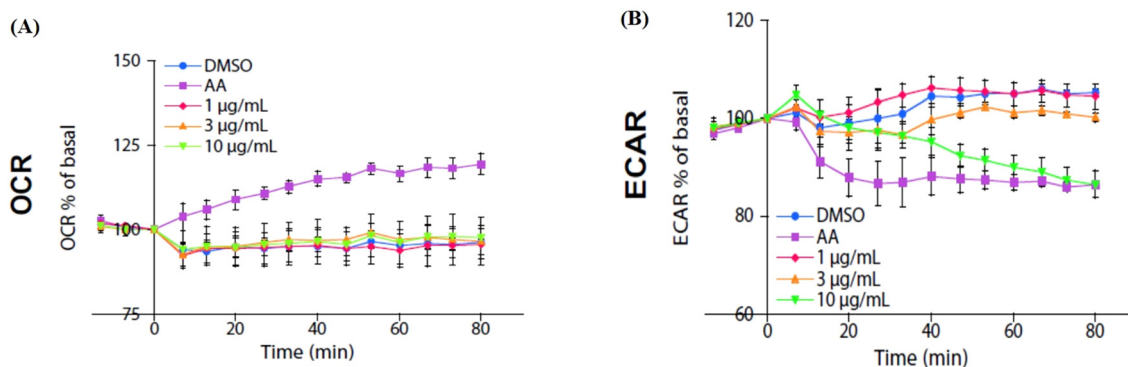 (A)
OCR
OCR % of basal
150
125
100
75
DMSO
AA
1 µg/mL
3 µg/mL
10 µg/mL
0 20 40 60 80
Time (min)
(B)
ECAR
ECAR % of basal
120
100
80
60
DMSO
AA
1 µg/mL
3 µg/mL
10 µg/mL
0 20 40 60 80
Time (min)